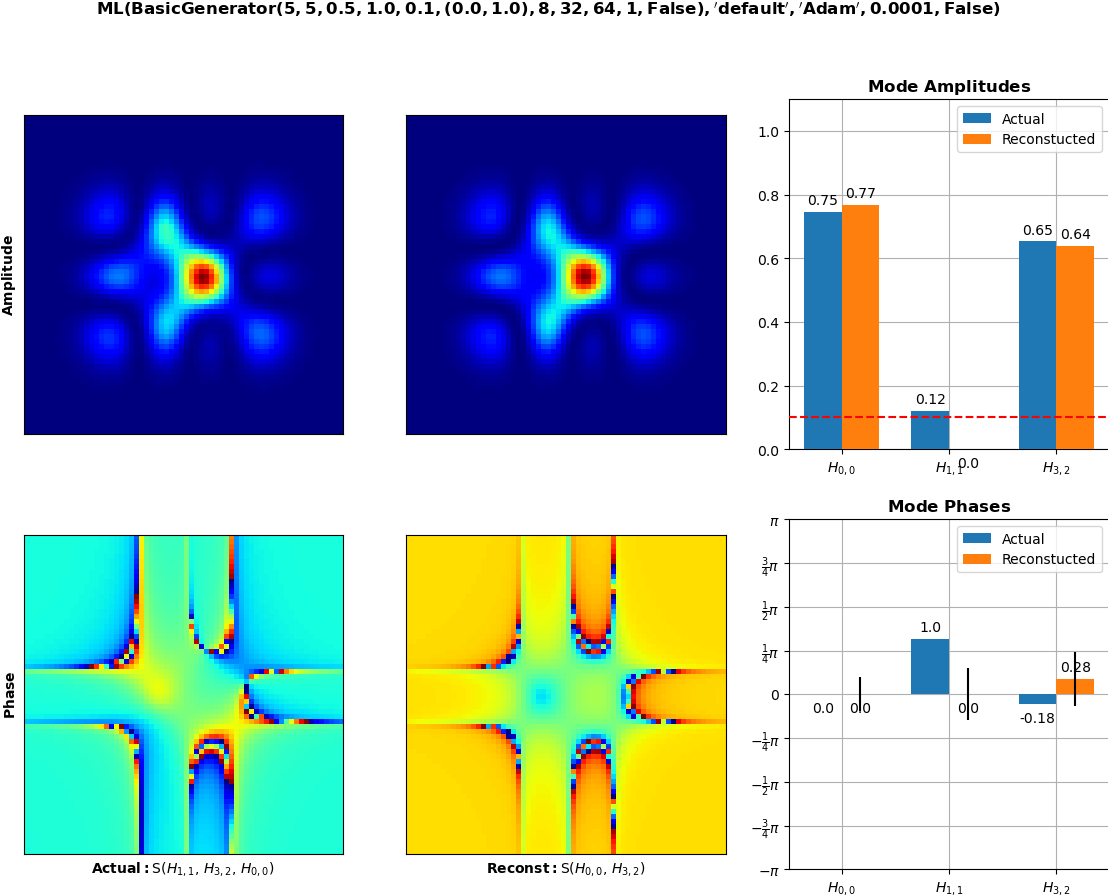 ML(BasicGenerator(5, 5, 0.5, 1.0, 0.1, (0.0, 1.0), 8, 32, 64, 1, False), 'default', 'Adam', 0.0001, False)
Mode Amplitudes
Actual
Reconstucted
1.0
0.8
0.6
0.4
0.2
0.0
0.75
0.77
0.12
0.0
0.65
0.64
H0,0
H1,1
H3,2
Amplitude
Mode Phases
Actual
Reconstucted
π
3/4π
1/2π
1/4π
0
−1/4π
−1/2π
−3/4π
−π
0.0
0.0
1.0
0.0
-0.18
0.28
H0,0
H1,1
H3,2
Phase
Actual: S(H1,1, H3,2, H0,0)
Reconst: S(H0,0, H3,2)